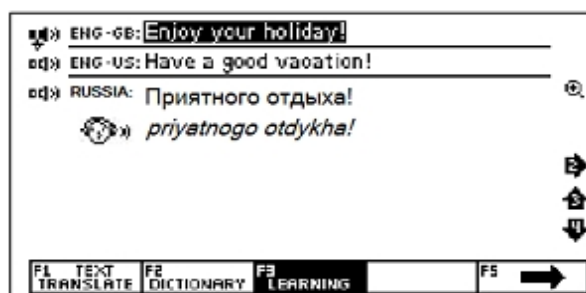 ENG-GB: Enjoy your holiday!
ENG-US: Have a good vacation!
RUSSIA: Приятного отдыха!
priyatnogo otdykha!
F1 TEXT TRANSLATE F2 DICTIONARY F3 LEARNING F5